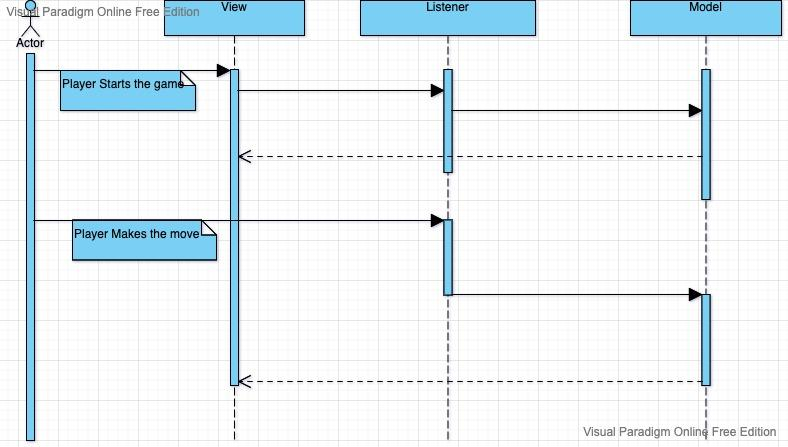 Visual Paradigm Online Free Edition
View
Listener
Model
Actor
Player Starts the game
Player Makes the move
Visual Paradigm Online Free Edition